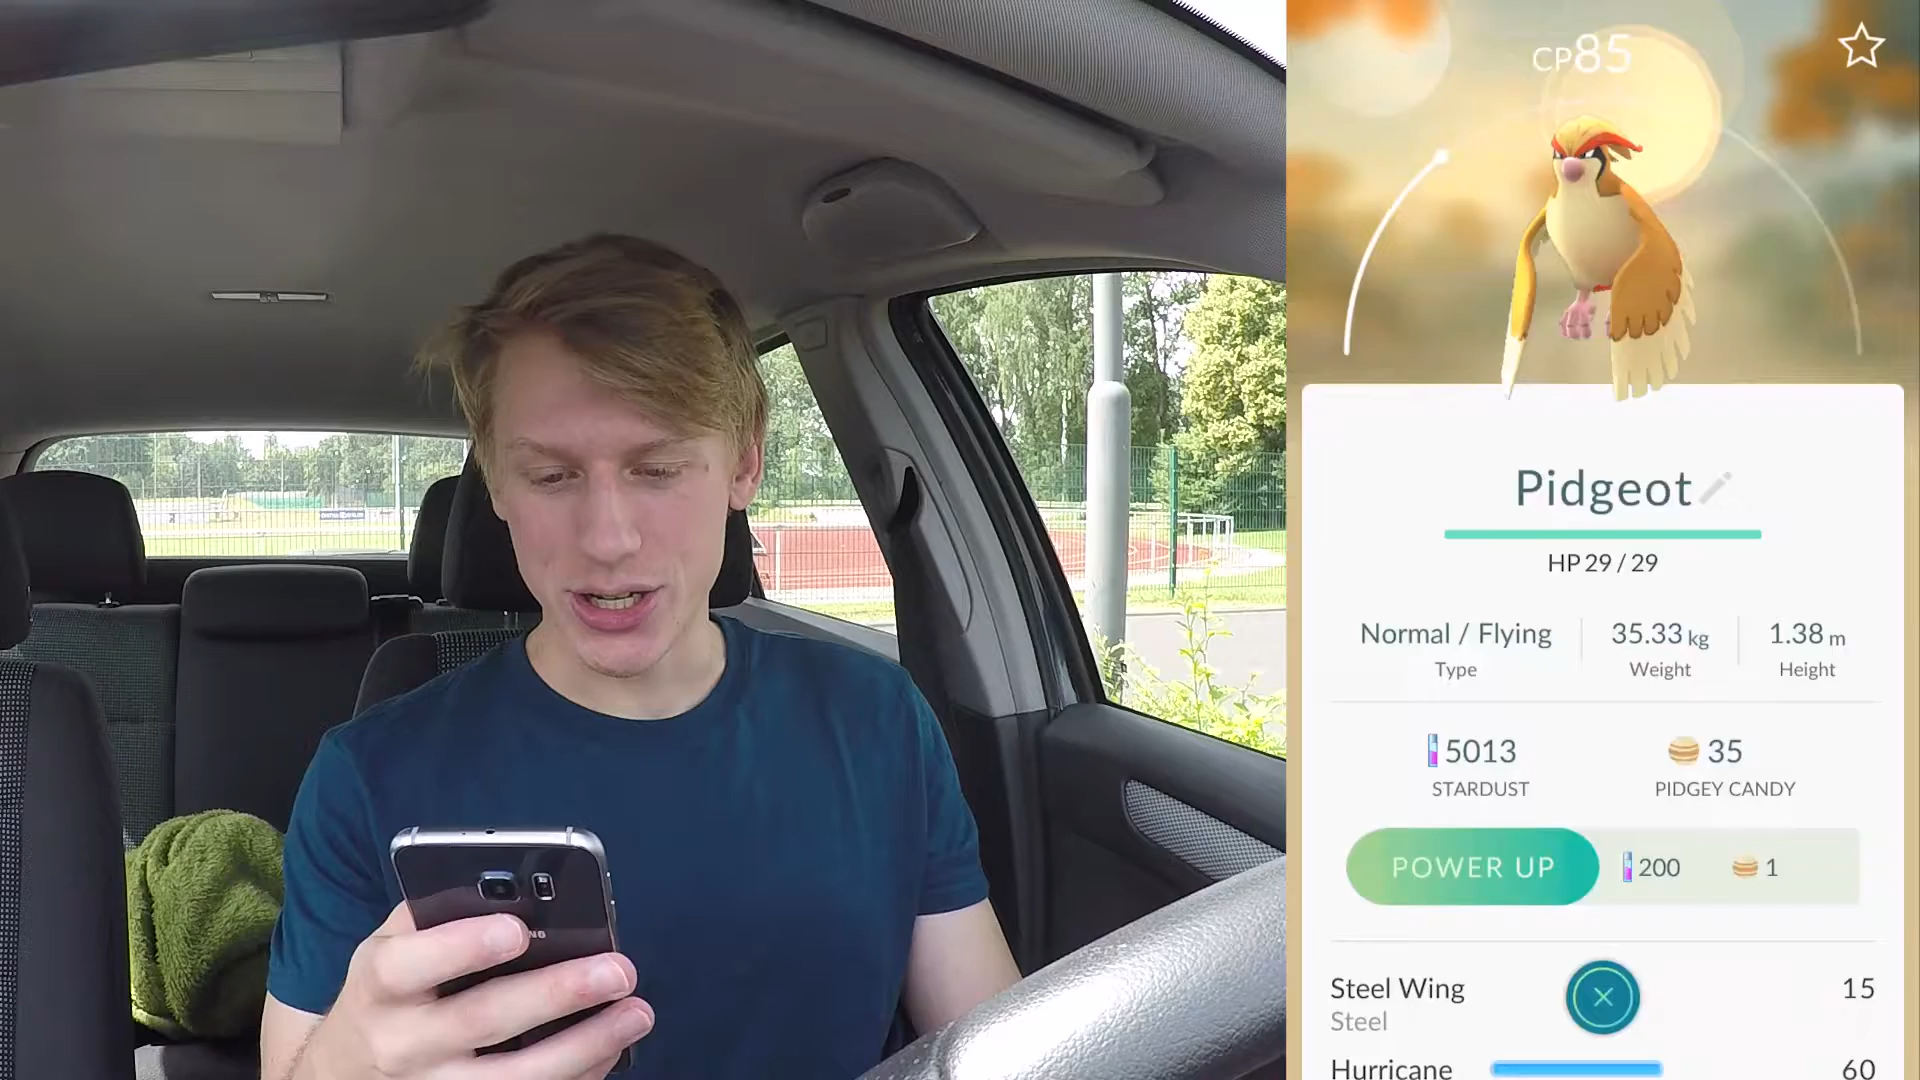 CP85
Pidgeot
HP 29 / 29
Normal / Flying
Type
35.33 kg
Weight
1.38 m
Height
5013
STARDUST
35
PIDGEY CANDY
POWER UP
200
1
Steel Wing
15
Steel
Hurricane
60